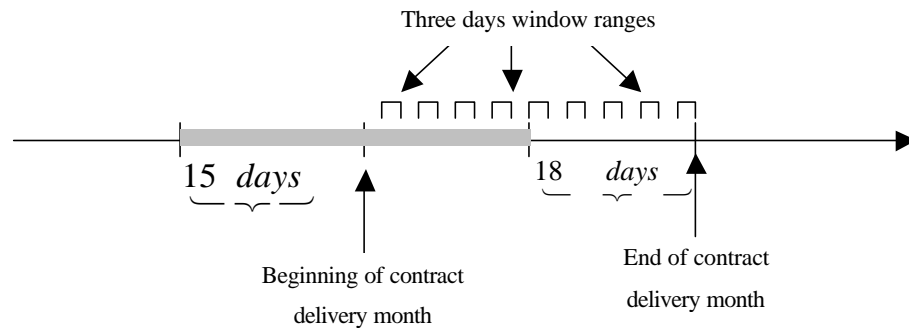 Three days window ranges
15 days
18 days
Beginning of contract
delivery month
End of contract
delivery month